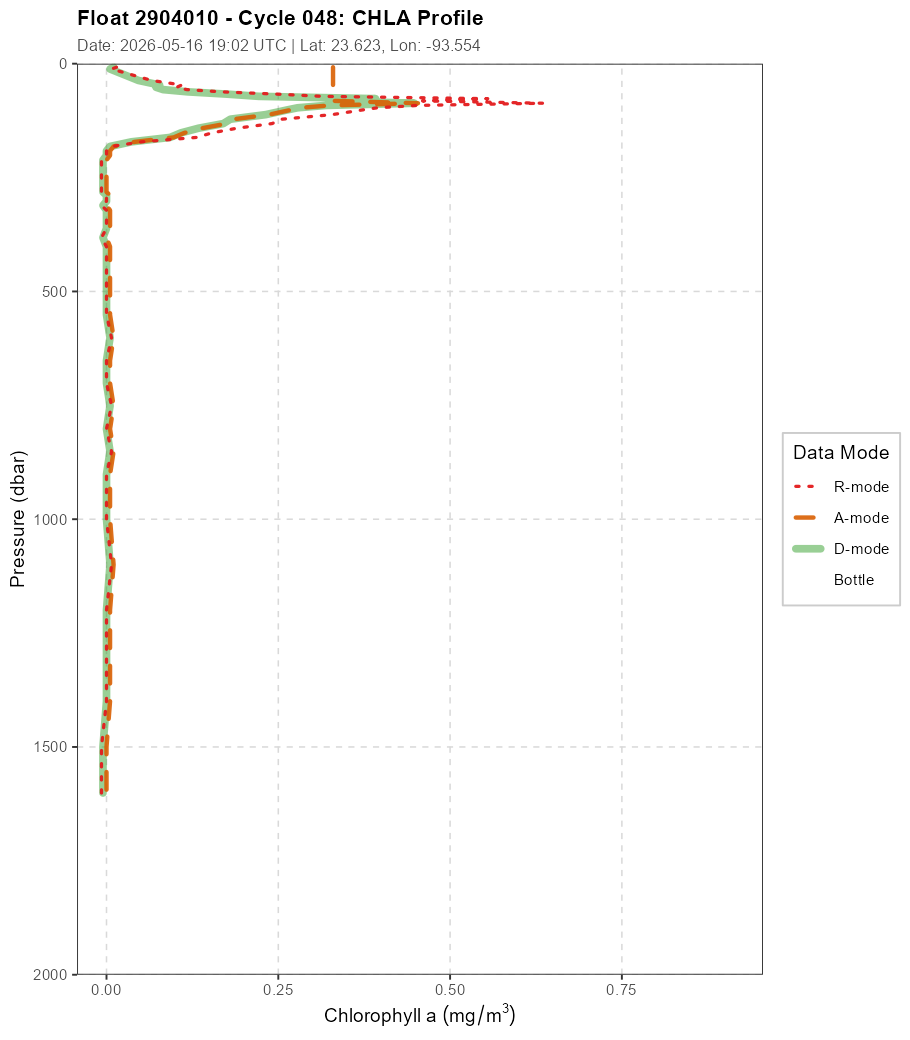 Float 2904010 - Cycle 048: CHLA Profile
Date: 2026-05-16 19:02 UTC | Lat: 23.623, Lon: -93.554
0
500
1000
1500
2000
Pressure (dbar)
0.00
0.25
0.50
0.75
Chlorophyll a (mg/m³)
Data Mode
R-mode
A-mode
D-mode
Bottle